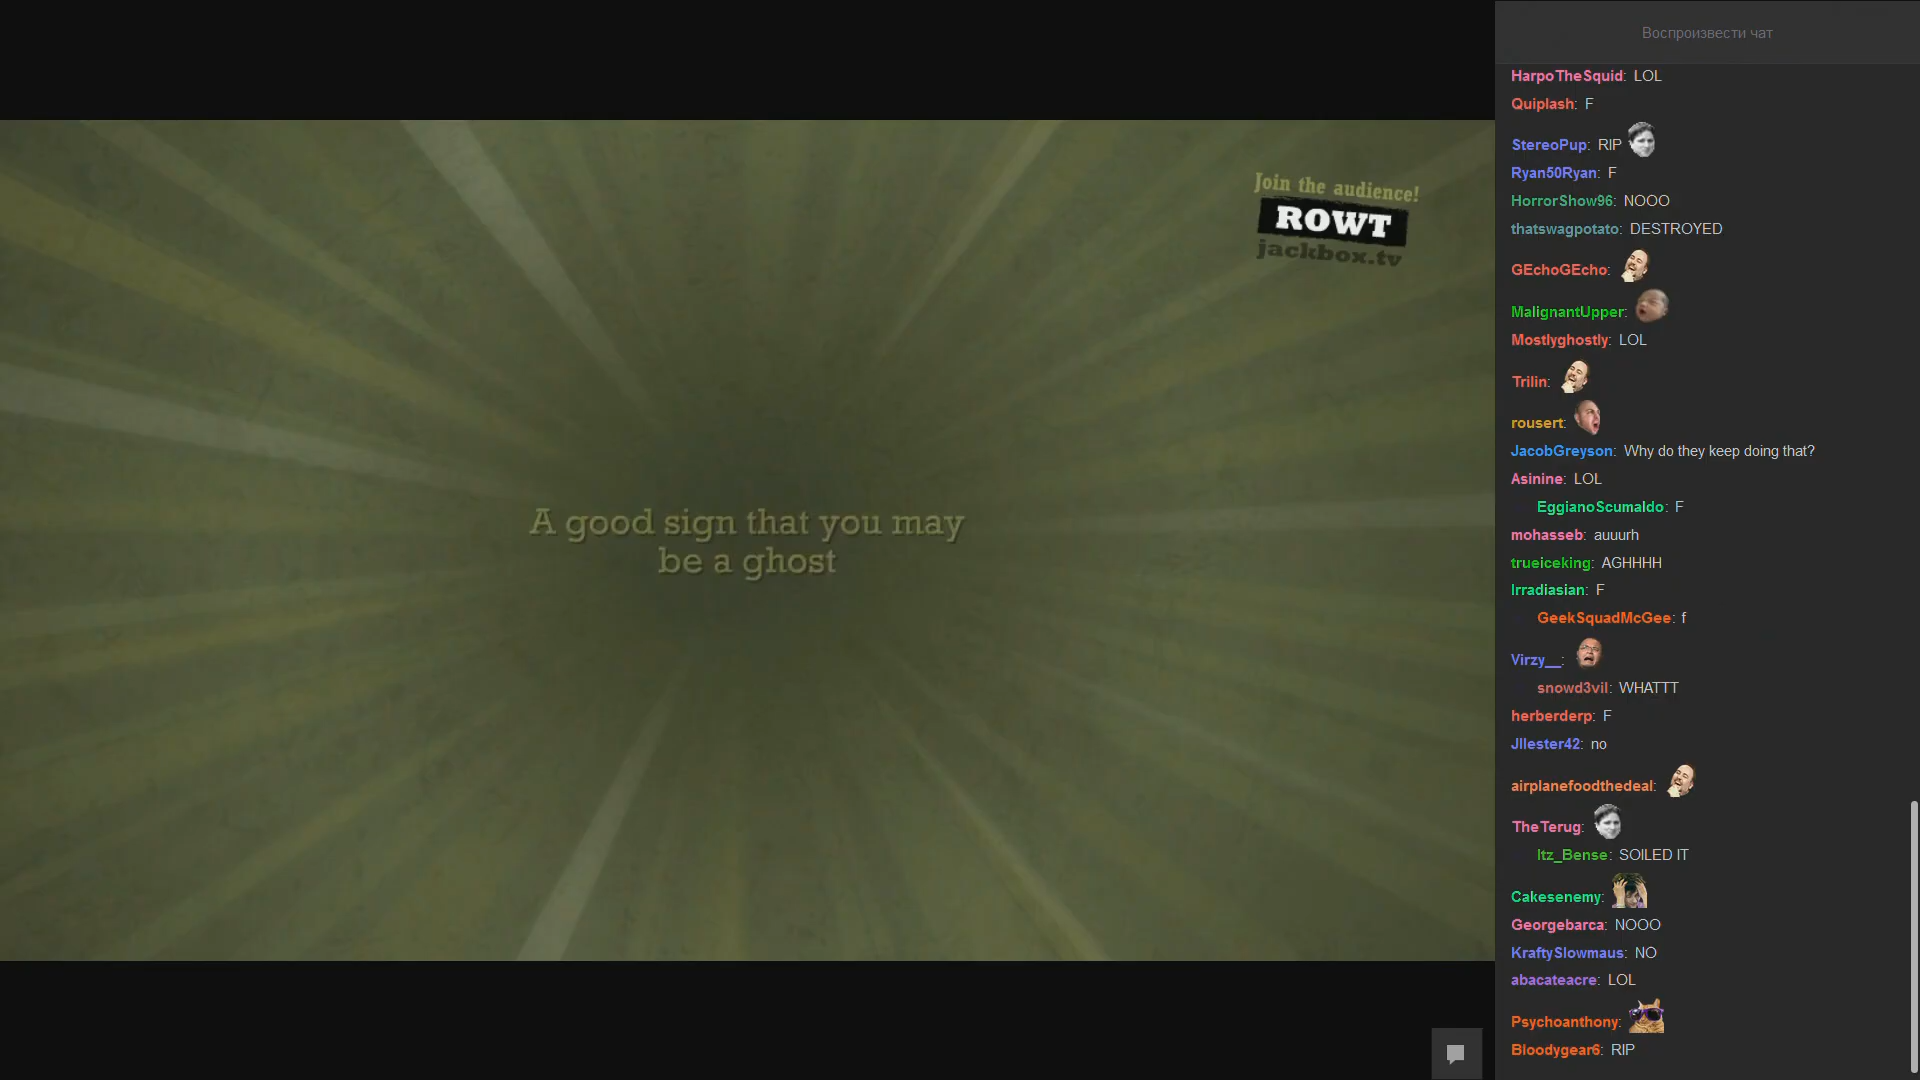 Join the audience!
ROWT
jackbox.tv
A good sign that you may
be a ghost
Воспроизвести чат
HarpoTheSquid: LOL
Quiplash: F
StereoPup: RIP
Ryan50Ryan: F
HorrorShow96: NOOO
thatswagpotato: DESTROYED
GEchoGEcho:
MalignantUpper:
Mostlyghostly: LOL
Trilin:
rousert:
JacobGreyson: Why do they keep doing that?
Asinine: LOL
EggianoScumaldo: F
mohasseb: auuurh
trueiceking: AGHHHH
Irradiasian: F
GeekSquadMcGee: f
Virzy__:
snowd3vil: WHATTT
herberderp: F
Jllester42: no
airplanefoodthedeal:
TheTerug:
Itz_Bense: SOILED IT
Cakesenemy:
Georgebarca: NOOO
KraftySlowmaus: NO
abacateacre: LOL
Psychoanthony:
Bloodygear6: RIP